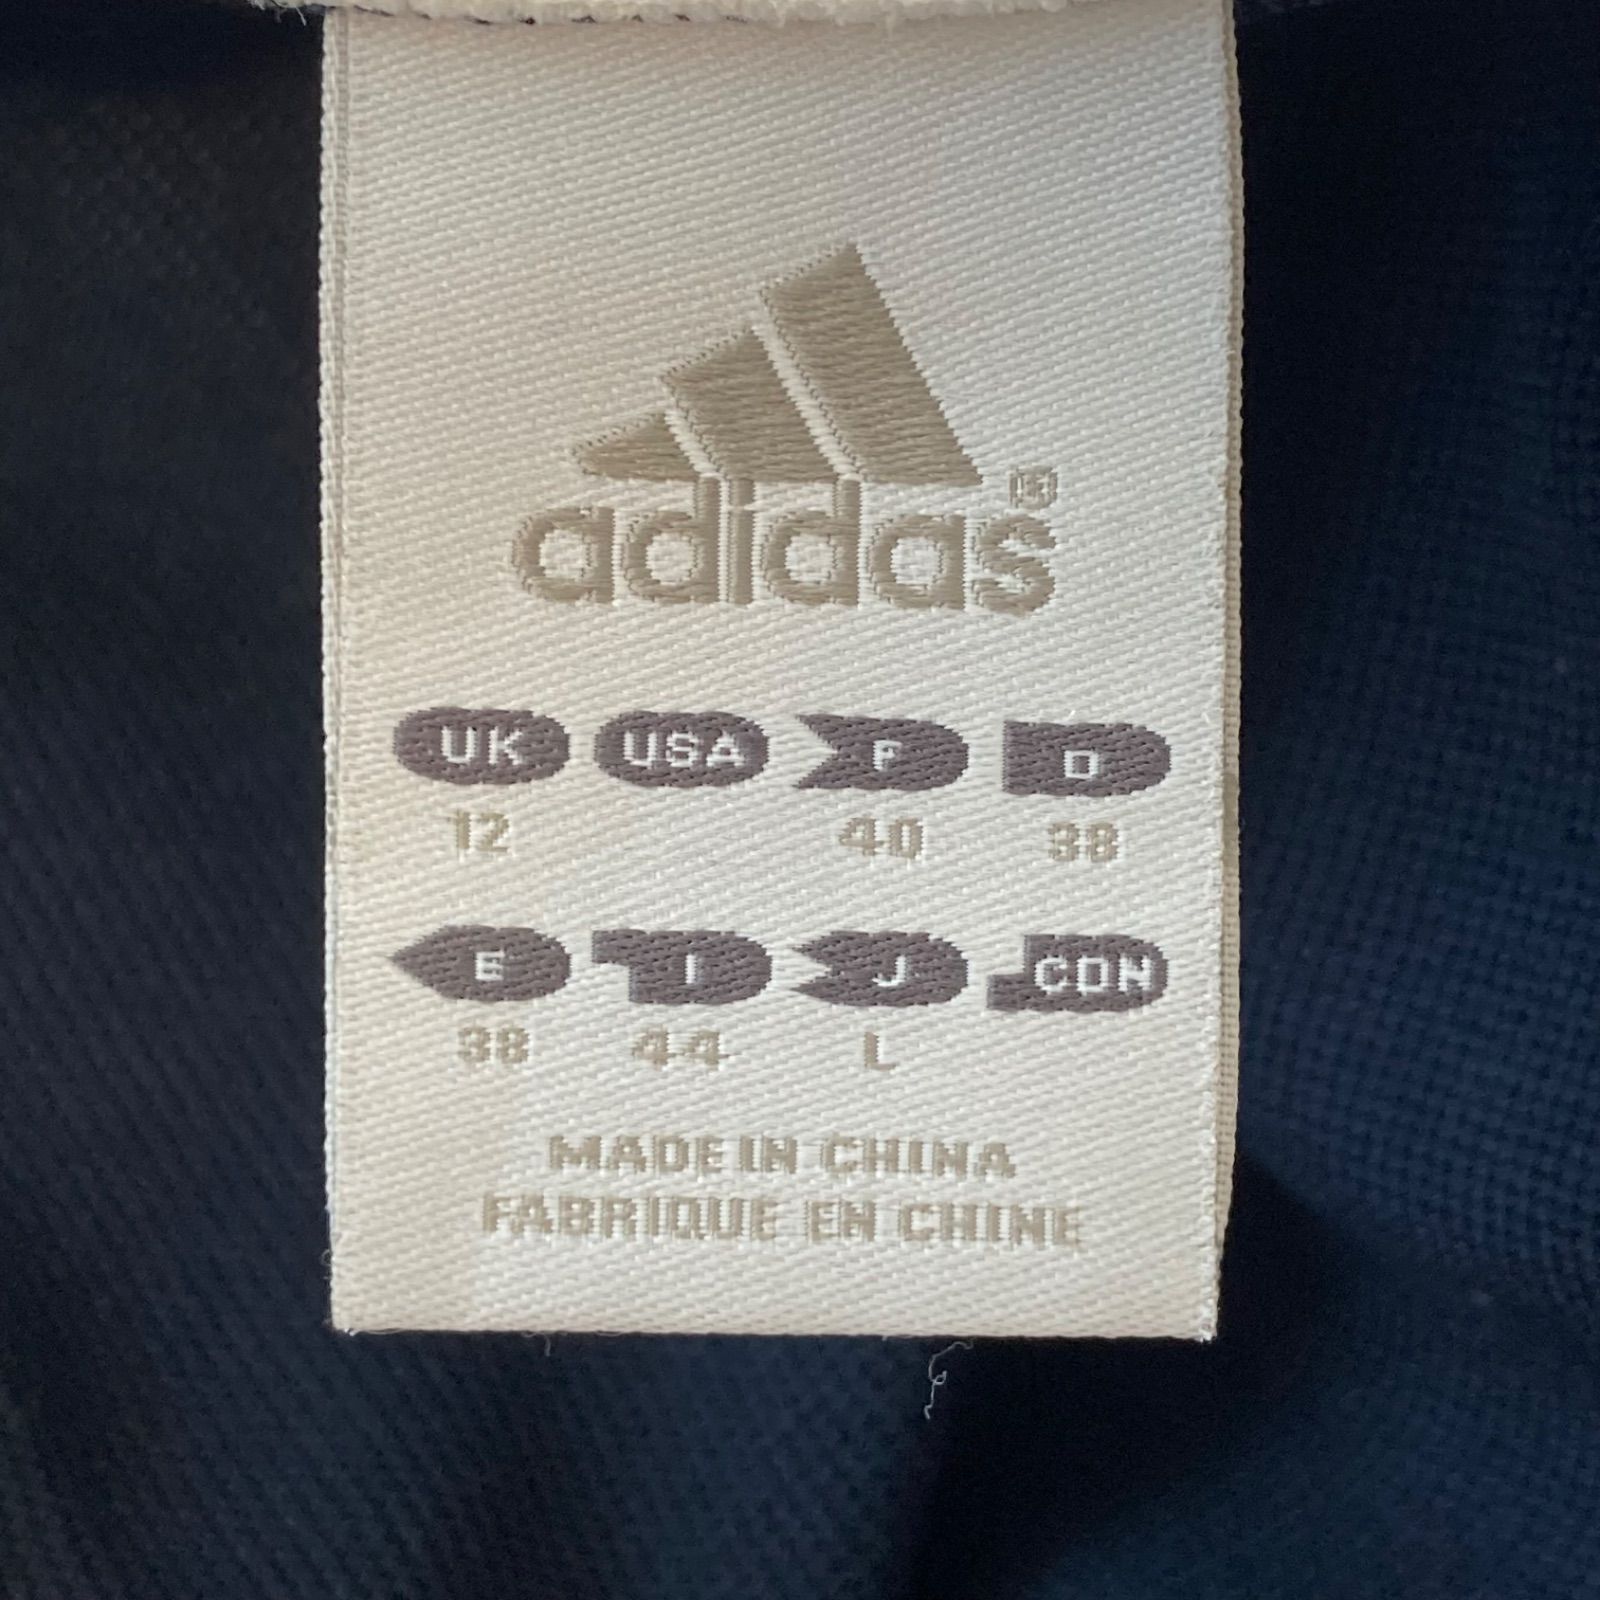 adidas®
UK USA F D
12 40 38
E I J CDN
38 44 L
MADE IN CHINA
FABRIQUE EN CHINE